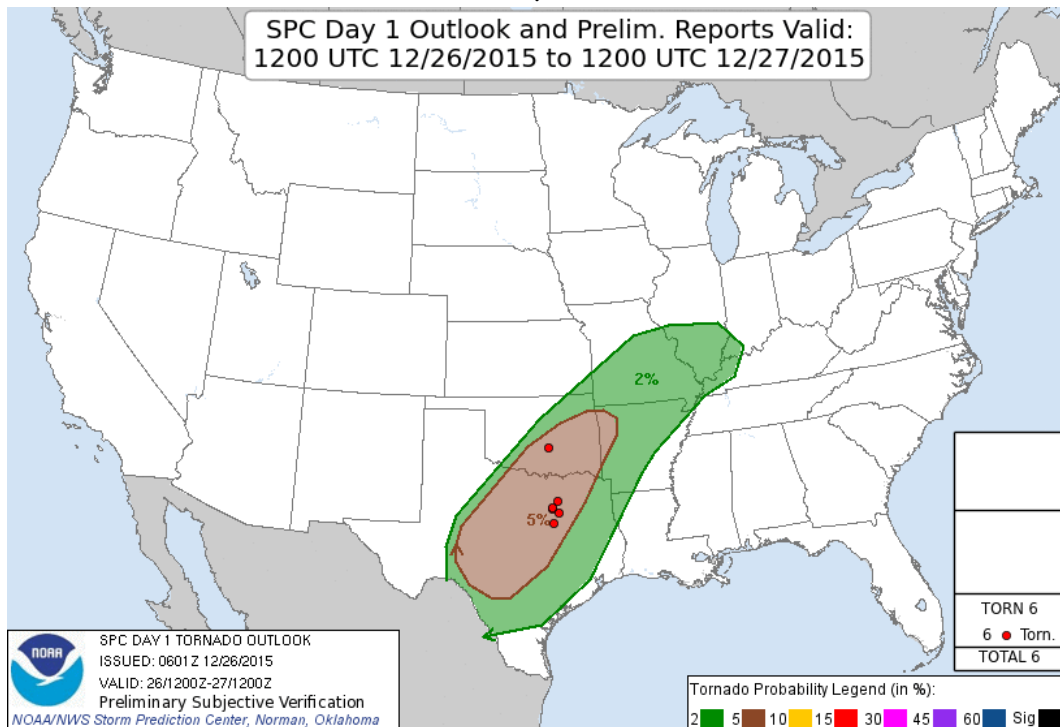 SPC Day 1 Outlook and Prelim. Reports Valid:
1200 UTC 12/26/2015 to 1200 UTC 12/27/2015
2%
5%
TORN 6
6 Torn.
TOTAL 6
NOAA
SPC DAY 1 TORNADO OUTLOOK
ISSUED: 0601Z 12/26/2015
VALID: 26/1200Z-27/1200Z
Preliminary Subjective Verification
NOAA/NWS Storm Prediction Center, Norman, Oklahoma
Tornado Probability Legend (in %):
2 5 10 15 30 45 60 Sig